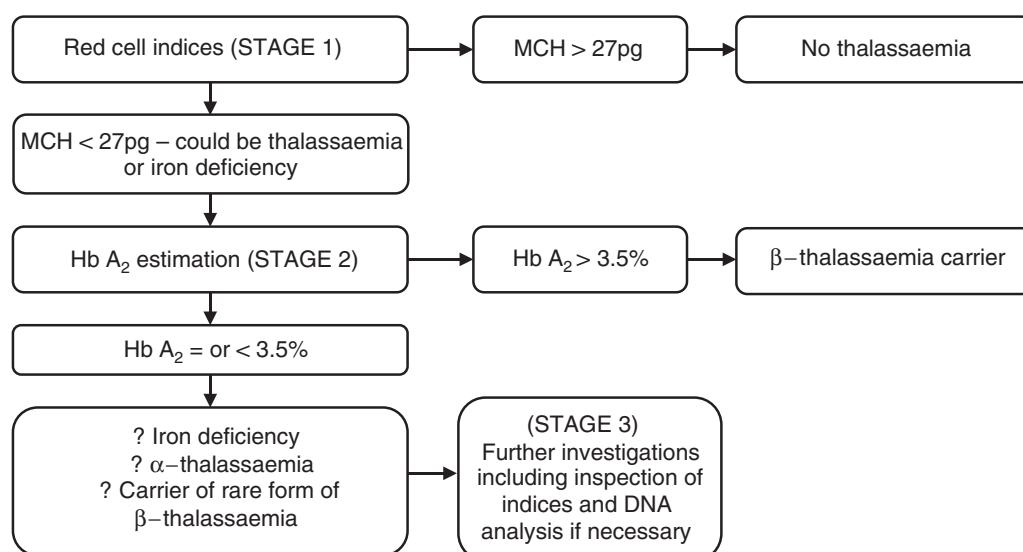 Red cell indices (STAGE 1)
MCH > 27pg
No thalassaemia
MCH < 27pg – could be thalassaemia
or iron deficiency
Hb A₂ estimation (STAGE 2)
Hb A₂ > 3.5%
β–thalassaemia carrier
Hb A₂ = or < 3.5%
? Iron deficiency
? α–thalassaemia
? Carrier of rare form of
β–thalassaemia
(STAGE 3)
Further investigations
including inspection of
indices and DNA
analysis if necessary